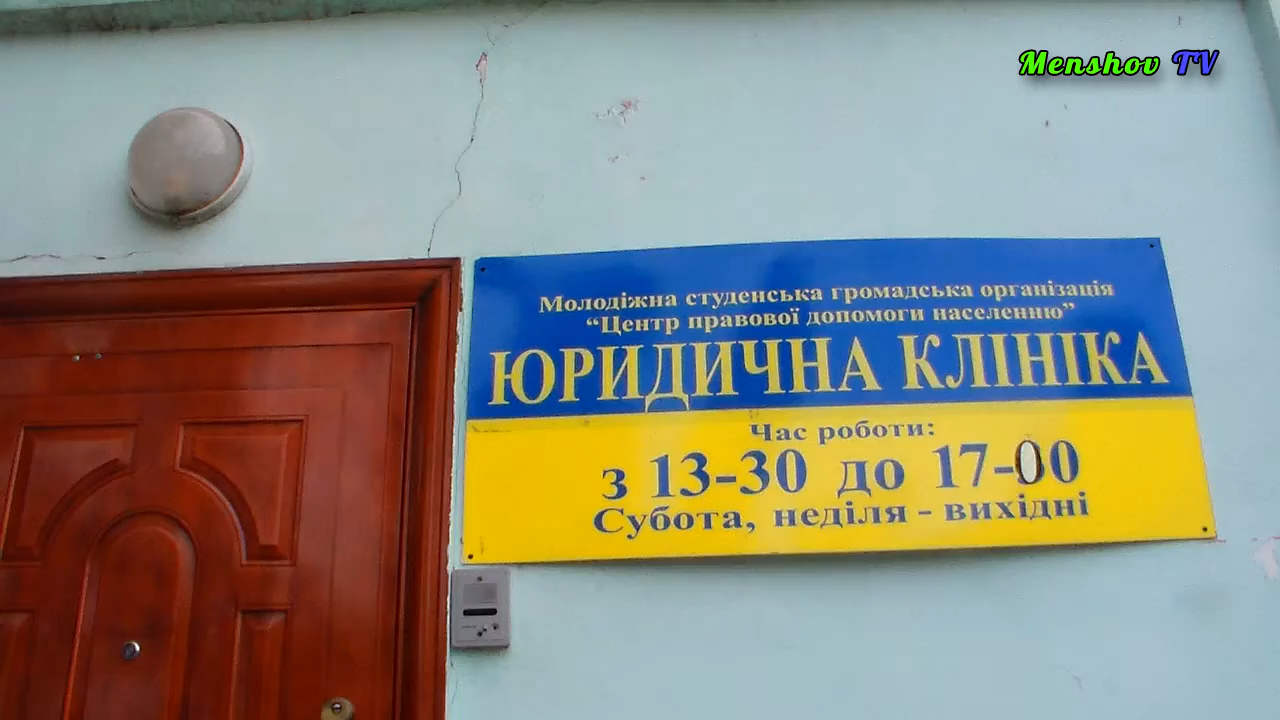 Menshov TV
Молодіжна студенська громадська організація
“Центр правової допомоги населенню”
ЮРИДИЧНА КЛІНІКА
Час роботи:
з 13-30 до 17-00
Субота, неділя - вихідні